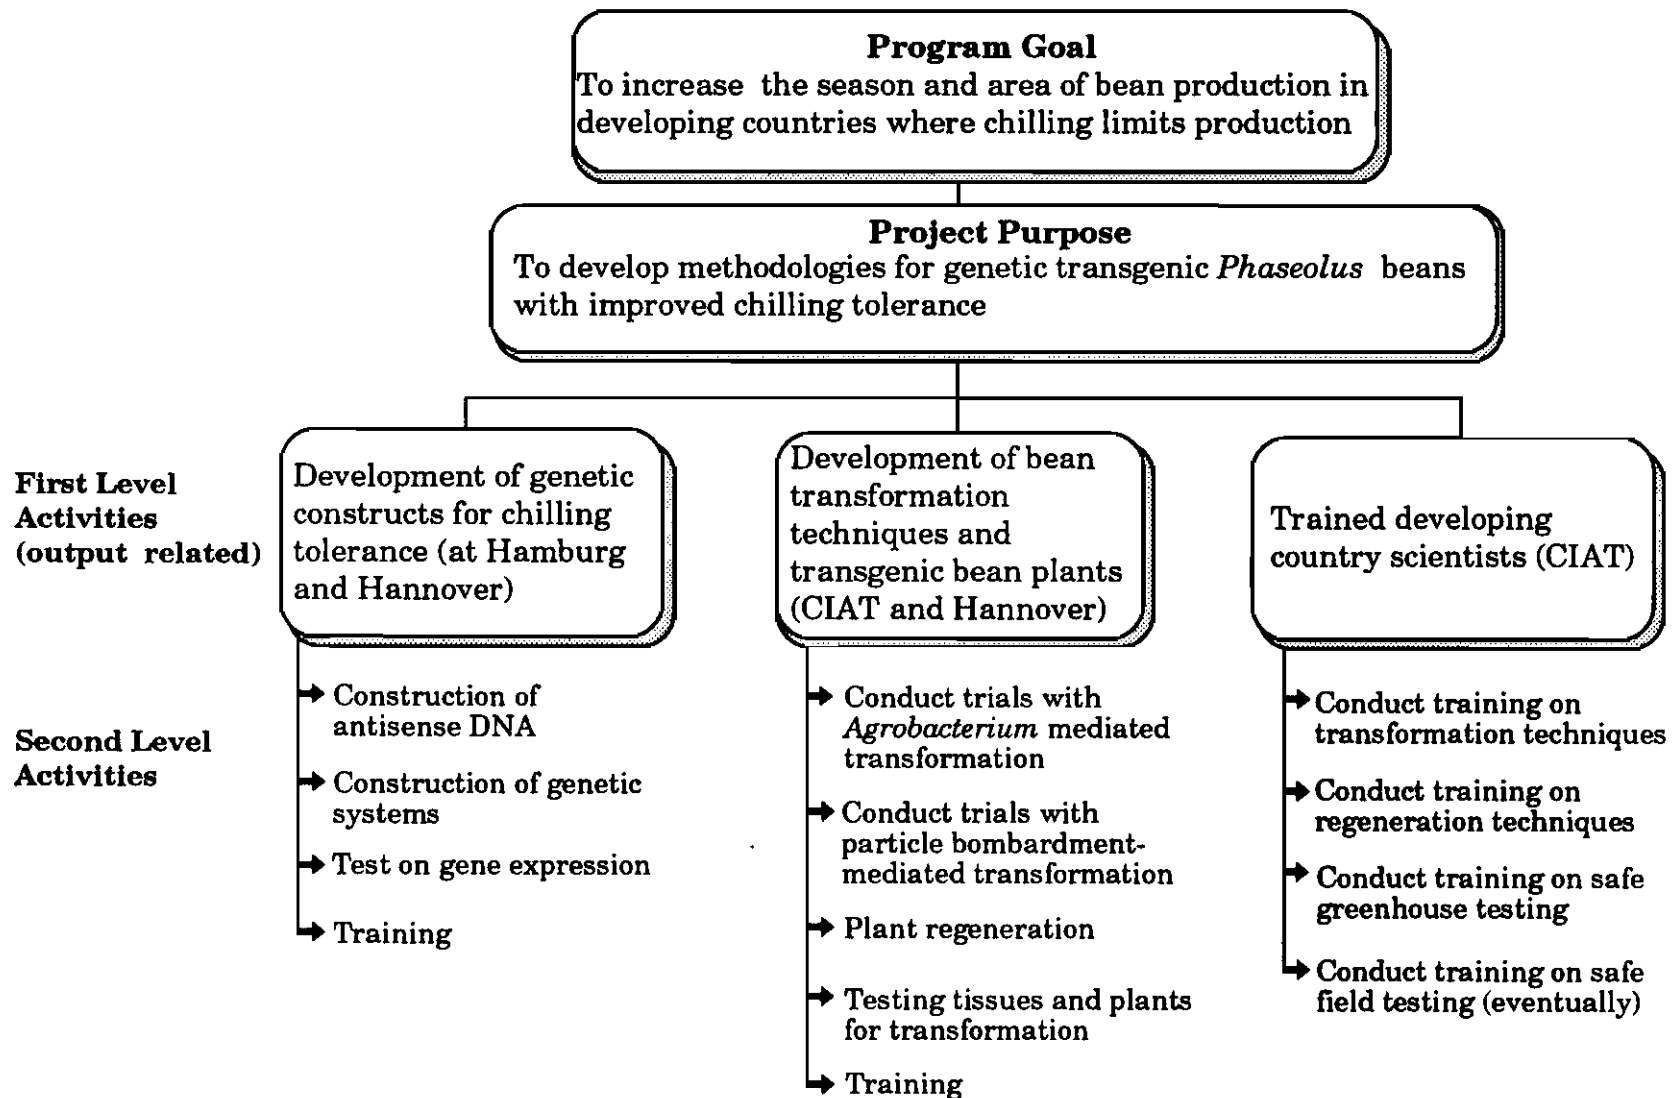 Program Goal
To increase the season and area of bean production in
developing countries where chilling limits production
Project Purpose
To develop methodologies for genetic transgenic Phaseolus beans
with improved chilling tolerance
First Level
Activities
(output related)
Development of genetic
constructs for chilling
tolerance (at Hamburg
and Hannover)
Development of bean
transformation
techniques and
transgenic bean plants
(CIAT and Hannover)
Trained developing
country scientists (CIAT)
Second Level
Activities
Construction of
antisense DNA
Construction of genetic
systems
Test on gene expression
Training
Conduct trials with
Agrobacterium mediated
transformation
Conduct trials with
particle bombardment-
mediated transformation
Plant regeneration
Testing tissues and plants
for transformation
Training
Conduct training on
transformation techniques
Conduct training on
regeneration techniques
Conduct training on safe
greenhouse testing
Conduct training on safe
field testing (eventually)